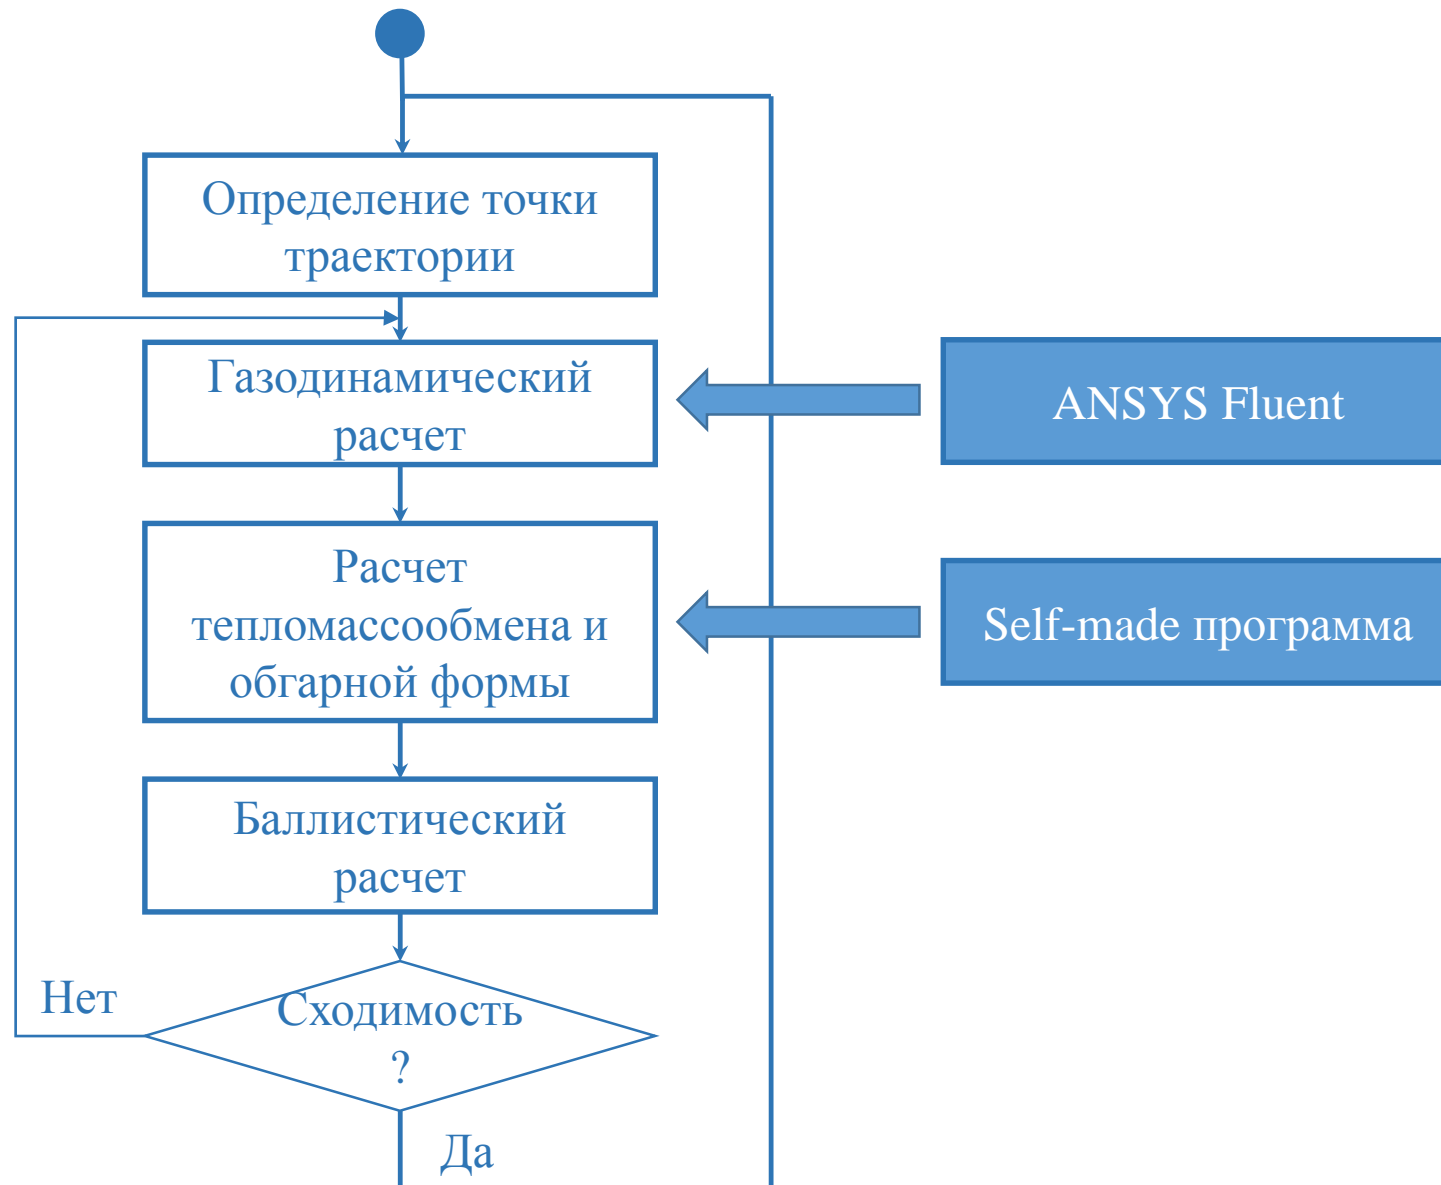 Определение точки
траектории
Газодинамический
расчет
ANSYS Fluent
Расчет
тепломассообмена и
обгарной формы
Self-made программа
Баллистический
расчет
Нет
Сходимость
?
Да